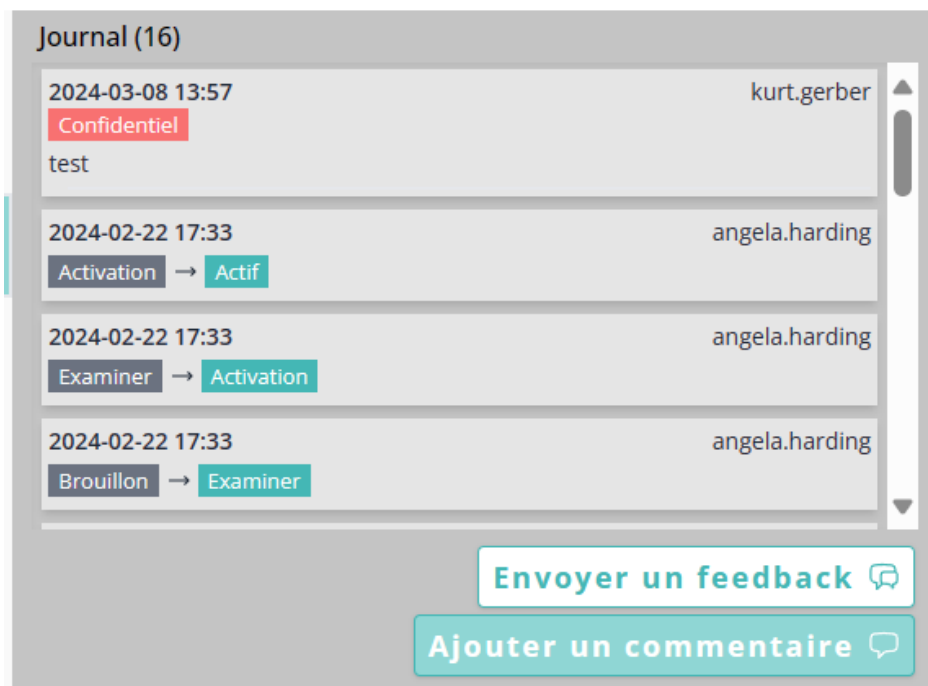 Journal (16)
2024-03-08 13:57 kurt.gerber
Confidentiel
test
2024-02-22 17:33 angela.harding
Activation → Actif
2024-02-22 17:33 angela.harding
Examiner → Activation
2024-02-22 17:33 angela.harding
Brouillon → Examiner
Envoyer un feedback
Ajouter un commentaire